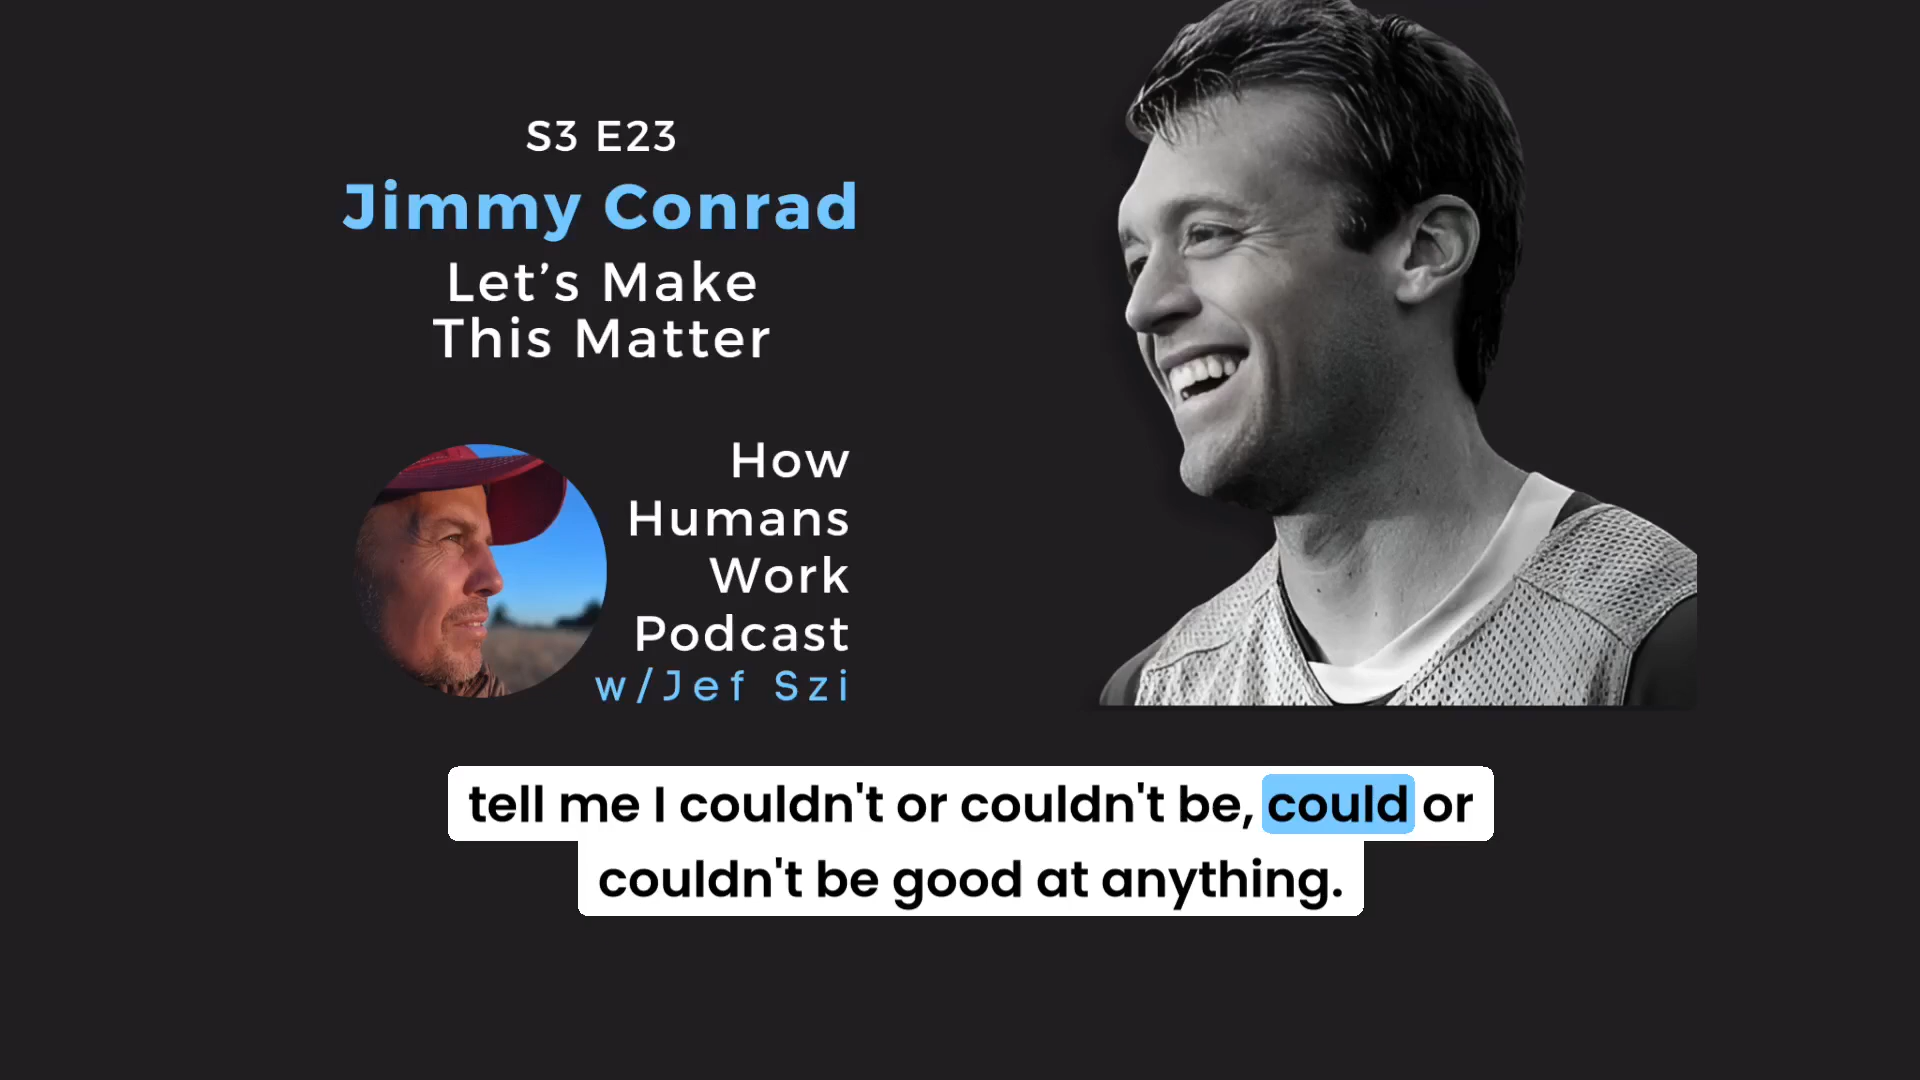 S3 E23
Jimmy Conrad
Let’s Make
This Matter
How
Humans
Work
Podcast
w/Jef Szi
tell me I couldn't or couldn't be, could or
couldn't be good at anything.